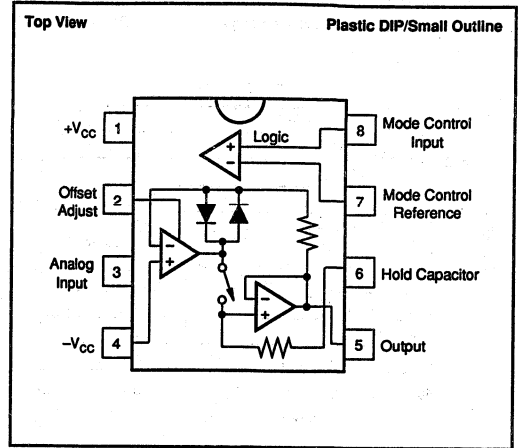 Top View
Plastic DIP/Small Outline
+VCC 1
8 Mode Control Input
Logic
Offset Adjust 2
7 Mode Control Reference
Analog Input 3
6 Hold Capacitor
–VCC 4
5 Output
+
–
–
+
–
+